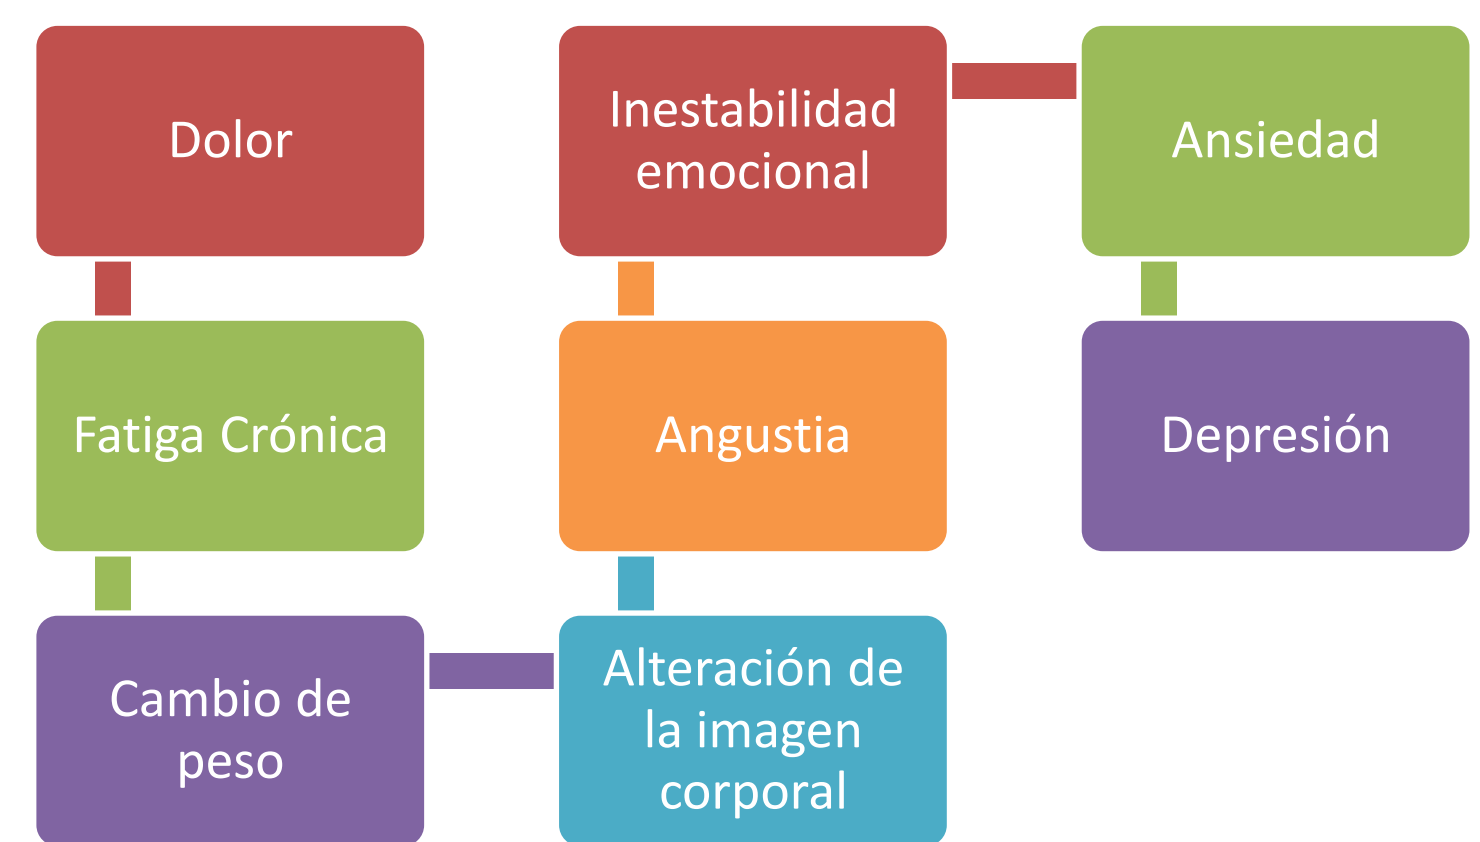 Dolor
Fatiga Crónica
Cambio de
peso
Alteración de
la imagen
corporal
Angustia
Inestabilidad
emocional
Ansiedad
Depresión